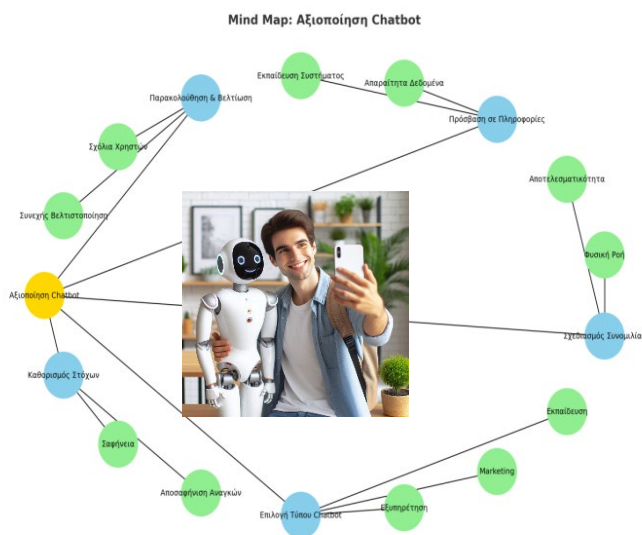 Mind Map: Αξιοποίηση Chatbot
Εκπαίδευση Συστήματος
Απαραίτητα Δεδομένα
Παρακολούθηση & Βελτίωση
Πρόσβαση σε Πληροφορίες
Σχόλια Χρηστών
Αποτελεσματικότητα
Συνεχής Βελτιστοποίηση
Φυσική Ροή
Αξιοποίηση Chatbot
Σχεδιασμός Συνομιλία
Καθορισμός Στόχων
Εκπαίδευση
Σαφήνεια
Marketing
Αποσαφήνιση Αναγκών
Εξυπηρέτηση
Επιλογή Τύπου Chatbot